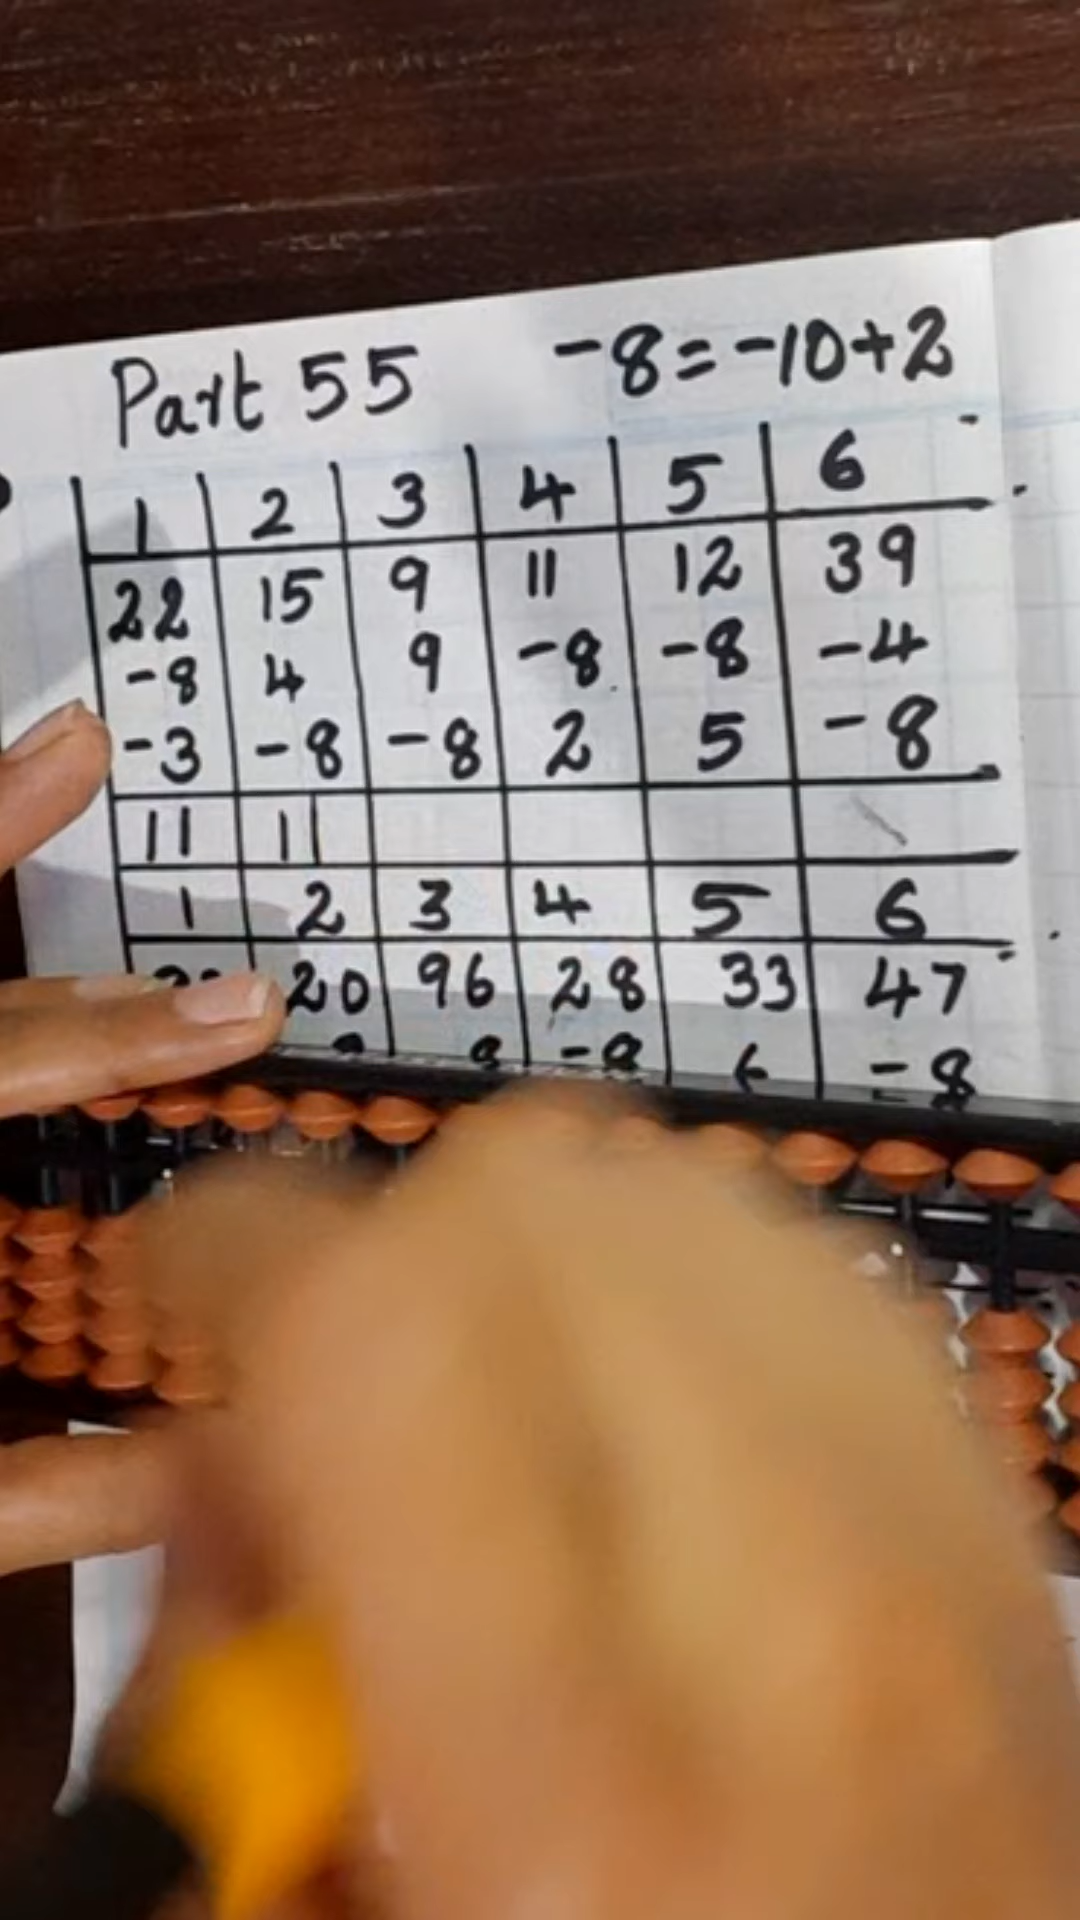 Part 55 -8=-10+2
1 2 3 4 5 6
22 15 9 11 12 39
-8 4 9 -8 -8 -4
-3 -8 -8 2 5 -8
11 11
1 2 3 4 5 6
20 96 28 33 47
-8 6 -8